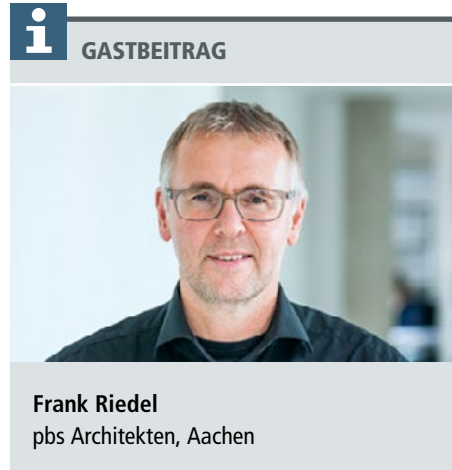 i
GASTBEITRAG
Frank Riedel
pbs Architekten, Aachen